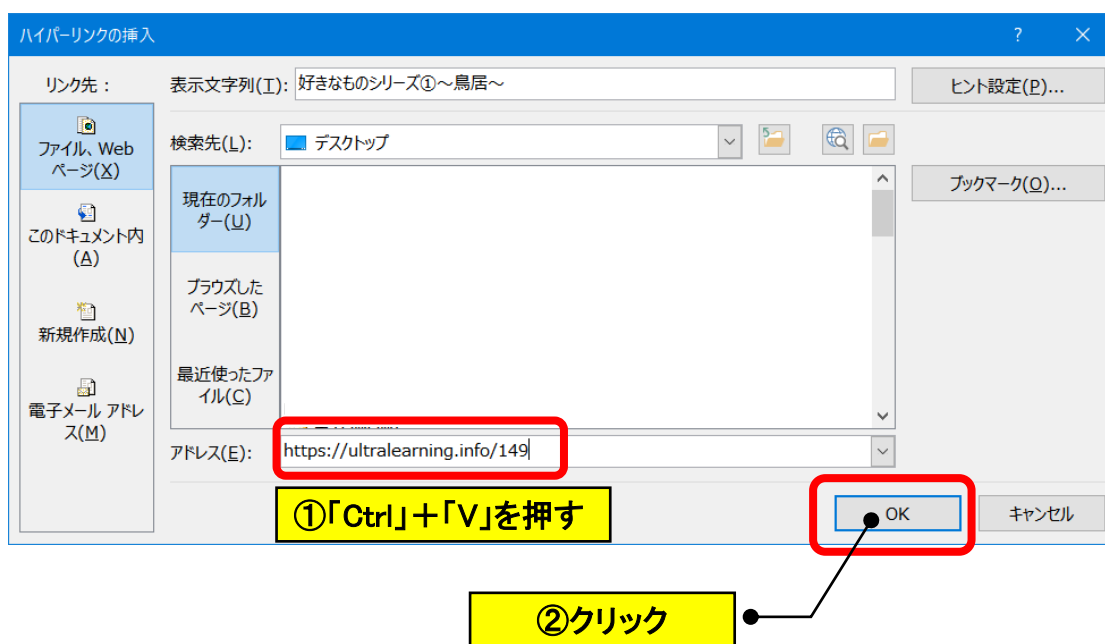 ハイパーリンクの挿入
?
リンク先：
表示文字列(T):
好きなものシリーズ①～鳥居～
ヒント設定(P)...
ファイル、Web
ページ(X)
検索先(L):
デスクトップ
現在のフォル
ダー(U)
ブックマーク(O)...
このドキュメント内
(A)
ブラウズした
ページ(B)
新規作成(N)
最近使ったファ
イル(C)
電子メール アドレ
ス(M)
アドレス(E):
https://ultralearning.info/149
①「Ctrl」＋「V」を押す
OK
キャンセル
②クリック